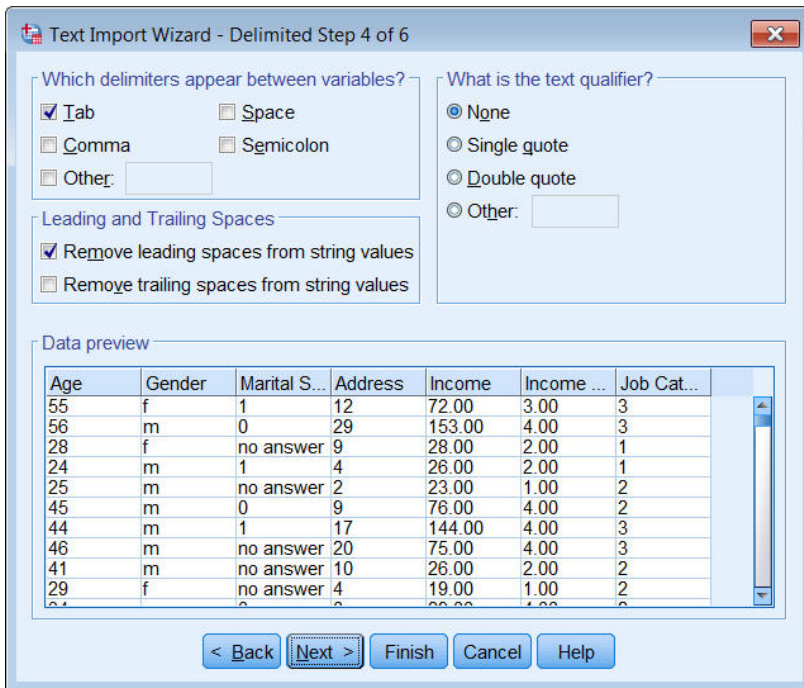 Text Import Wizard - Delimited Step 4 of 6
Which delimiters appear between variables?
Tab
Space
Comma
Semicolon
Other:
Leading and Trailing Spaces
Remove leading spaces from string values
Remove trailing spaces from string values
What is the text qualifier?
None
Single quote
Double quote
Other:
Data preview
Age Gender Marital S... Address Income Income ... Job Cat...
55 f 1 12 72.00 3.00 3
56 m 0 29 153.00 4.00 3
28 f no answer 9 28.00 2.00 1
24 m 1 4 26.00 2.00 1
25 m no answer 2 23.00 1.00 2
45 m 0 9 76.00 4.00 2
44 m 1 17 144.00 4.00 3
46 m no answer 20 75.00 4.00 3
41 m no answer 10 26.00 2.00 2
29 f no answer 4 19.00 1.00 2
< Back Next > Finish Cancel Help